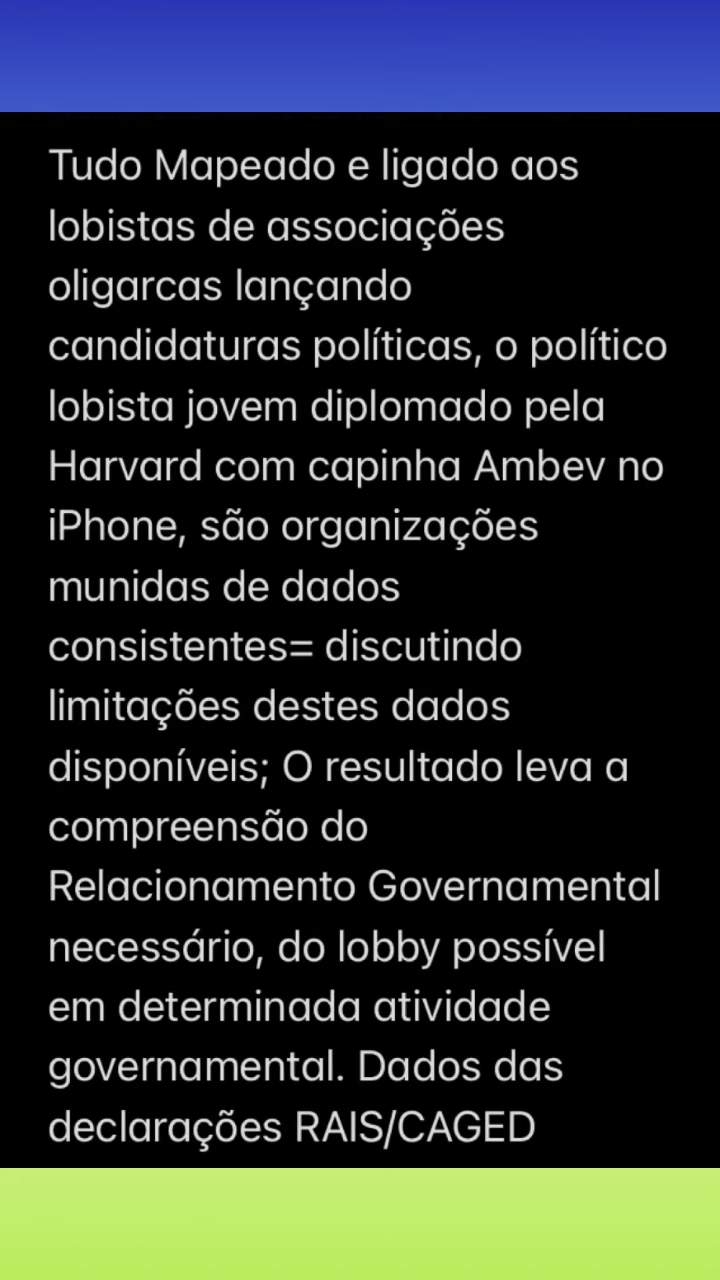 Tudo Mapeado e ligado aos
lobistas de associações
oligarcas lançando
candidaturas políticas, o político
lobista jovem diplomado pela
Harvard com capinha Ambev no
iPhone, são organizações
munidas de dados
consistentes= discutindo
limitações destes dados
disponíveis; O resultado leva a
compreensão do
Relacionamento Governamental
necessário, do lobby possível
em determinada atividade
governamental. Dados das
declarações RAIS/CAGED